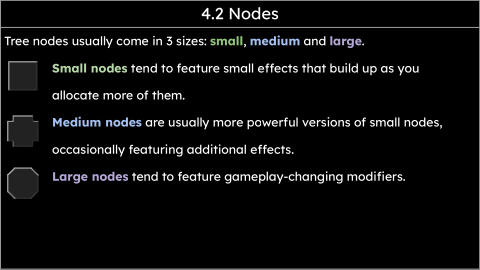 4.2 Nodes
Tree nodes usually come in 3 sizes: small, medium and large.
Small nodes tend to feature small effects that build up as you
allocate more of them.
Medium nodes are usually more powerful versions of small nodes,
occasionally featuring additional effects.
Large nodes tend to feature gameplay-changing modifiers.